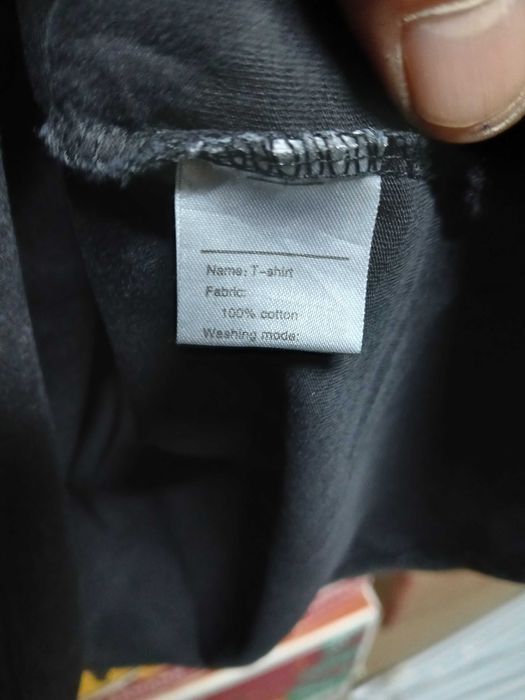 Name: T-shirt
Fabric:
100% cotton
Washing mode: